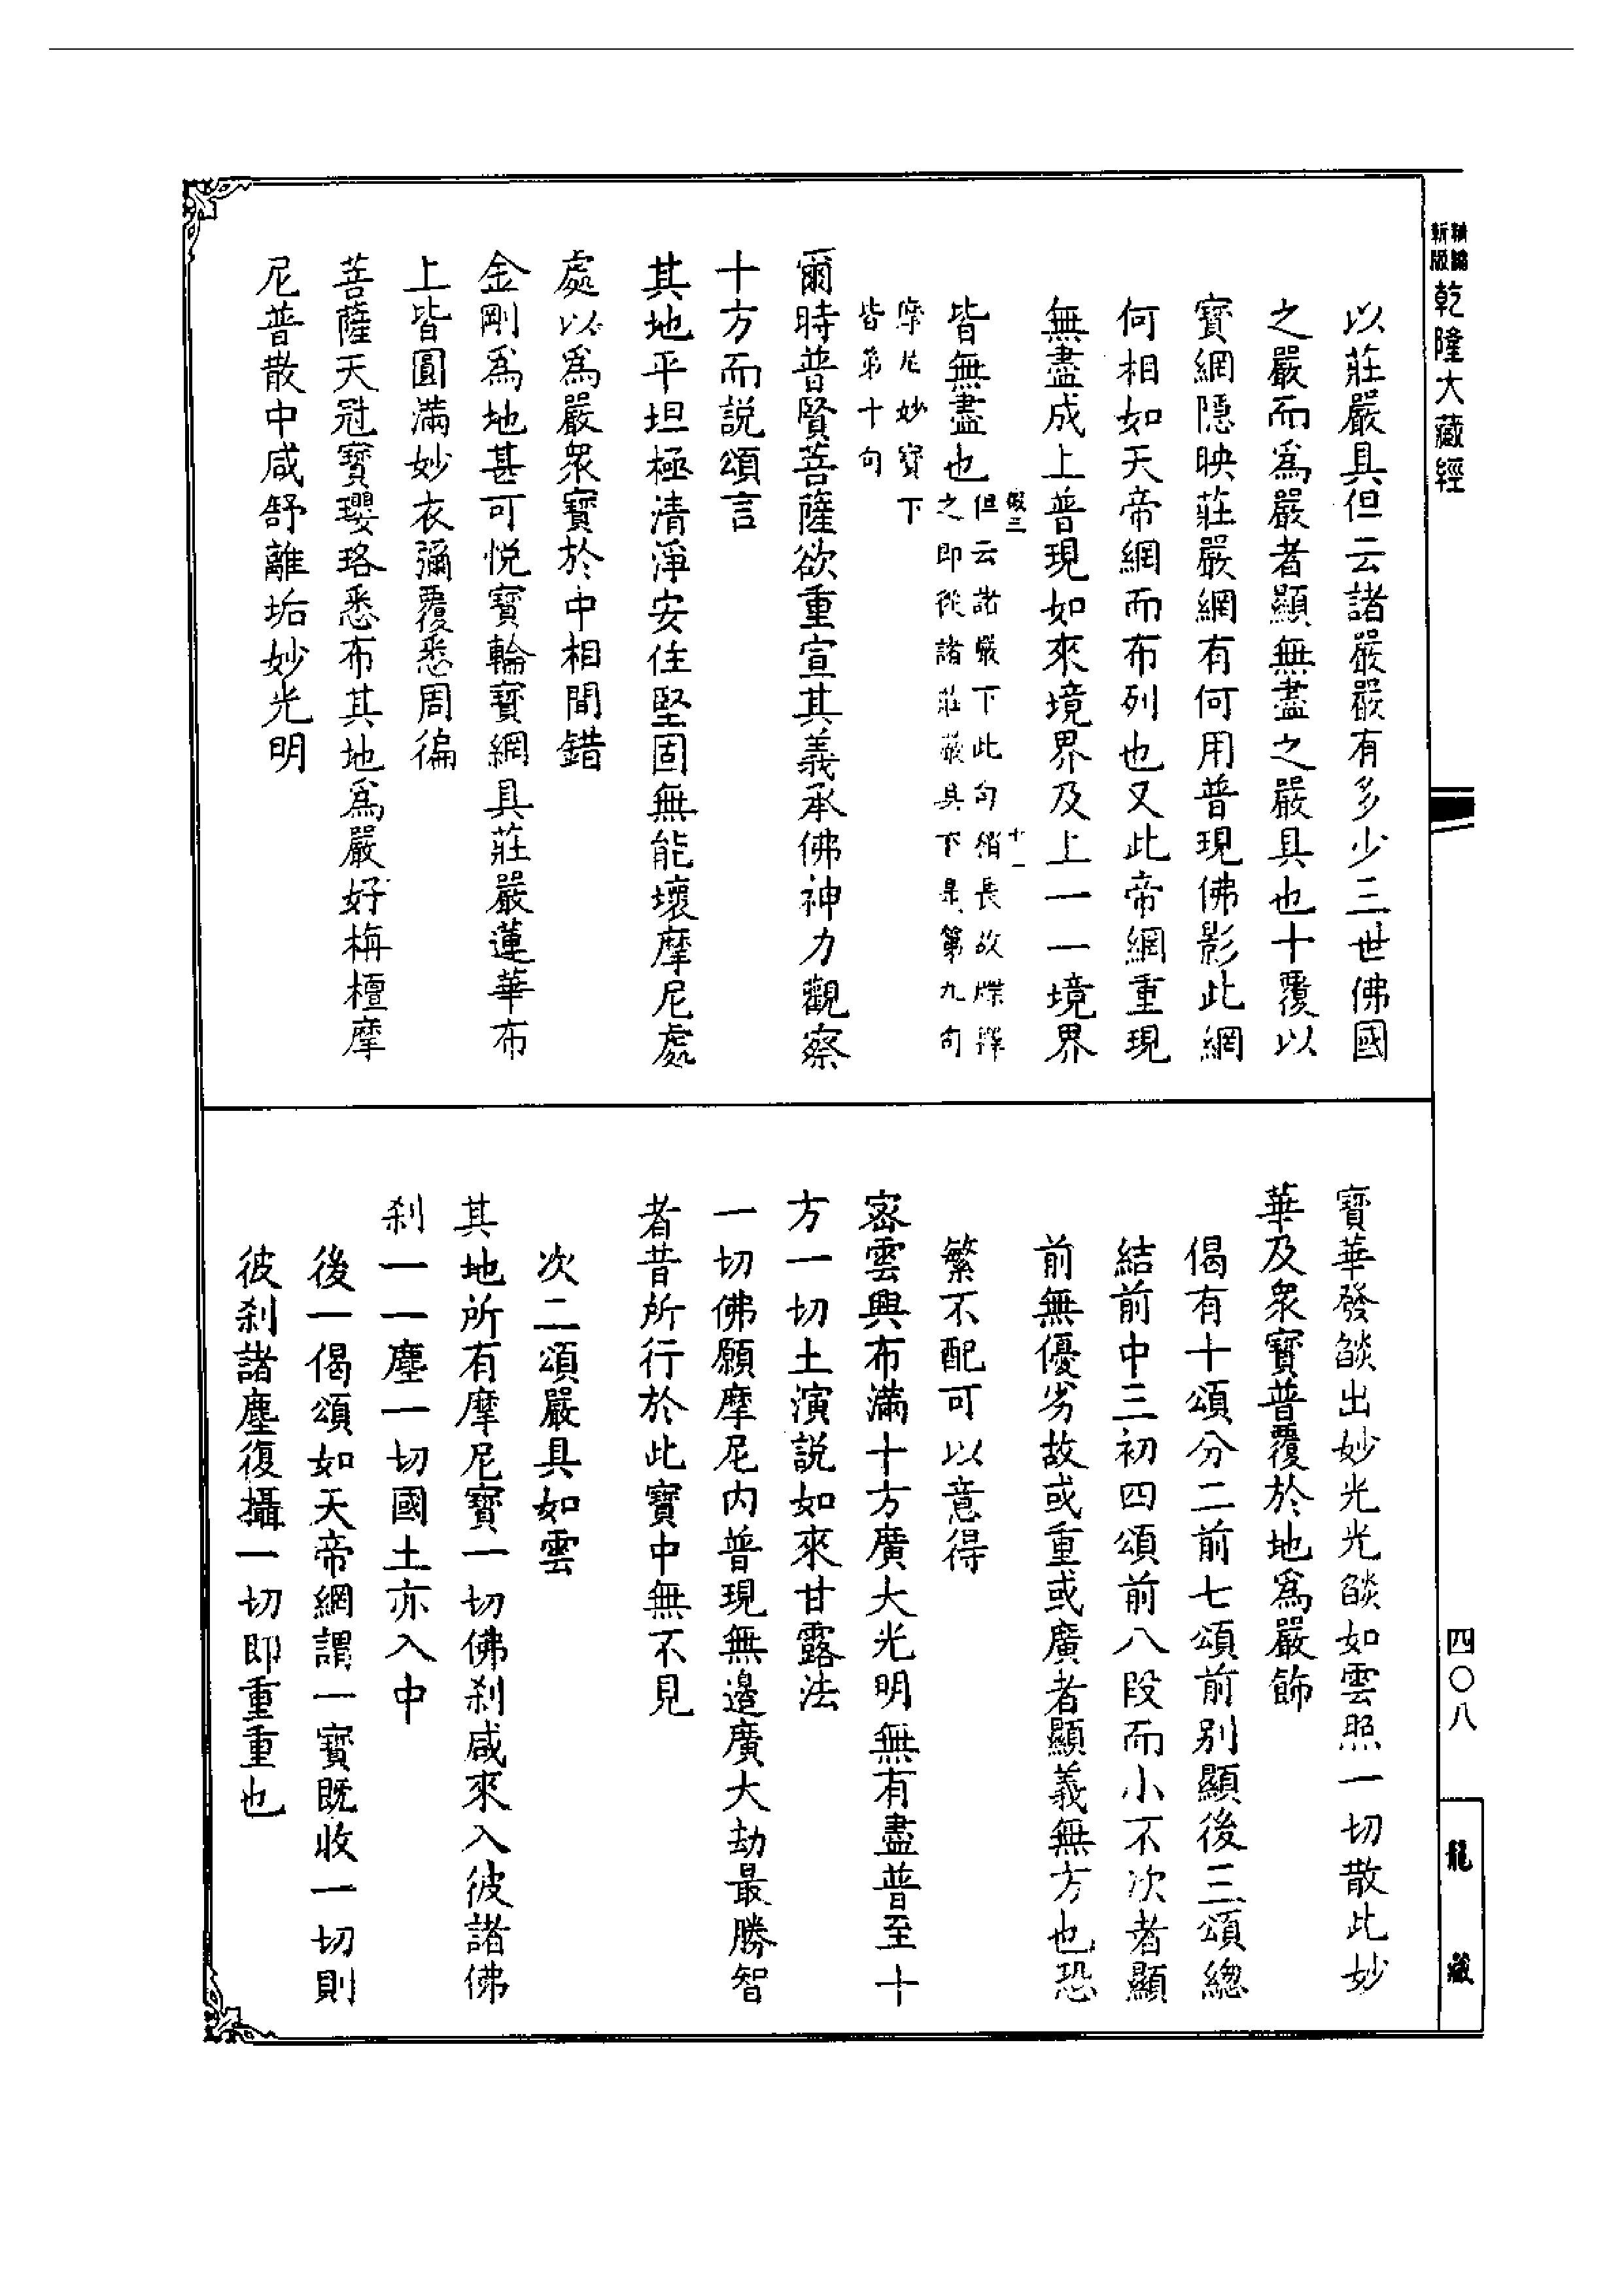 新版
精編
乾隆大藏經
以莊嚴具但云諸嚴嚴有多少三世佛國
之嚴而為嚴者顯無盡之嚴具也十覆以
寶網隱映莊嚴網有何用普現佛影此網
何相如天帝網而布列也又此帝網重現
無盡成上普現如來境界及上一一境界
皆無盡也
但云諸嚴下此句稍長故牒釋
之即從諸莊嚴具下是第九句
摩尼妙寶下
皆第十句
爾時普賢菩薩欲重宣其義承佛神力觀察
十方而說頌言
其地平坦極清淨安住堅固無能壞摩尼處
處以為嚴眾寶於中相間錯
金剛為地甚可悅寶輪寶網具莊嚴蓮華布
上皆圓滿妙衣彌覆悉周徧
菩薩天冠寶瓔珞悉布其地為嚴好栴檀摩
尼普散中咸舒離垢妙光明
寶華發燄出妙光光燄如雲照一切散此妙
華及眾寶普覆於地為嚴飾
偈有十頌分二前七頌前別顯後三頌總
結前中三初四頌前八段而小不次者顯
前無優劣故或重或廣者顯義無方也恐
繁不配可以意得
密雲興布滿十方廣大光明無有盡普至十
方一切土演說如來甘露法
一切佛願摩尼內普現無邊廣大劫最勝智
者昔所行於此寶中無不見
次二頌嚴具如雲
其地所有摩尼寶一切佛剎咸來入彼諸佛
剎一一塵一切國土亦入中
後一偈頌如天帝網謂一寶既收一切則
彼剎諸塵復攝一切即重重也
四〇八
龍藏